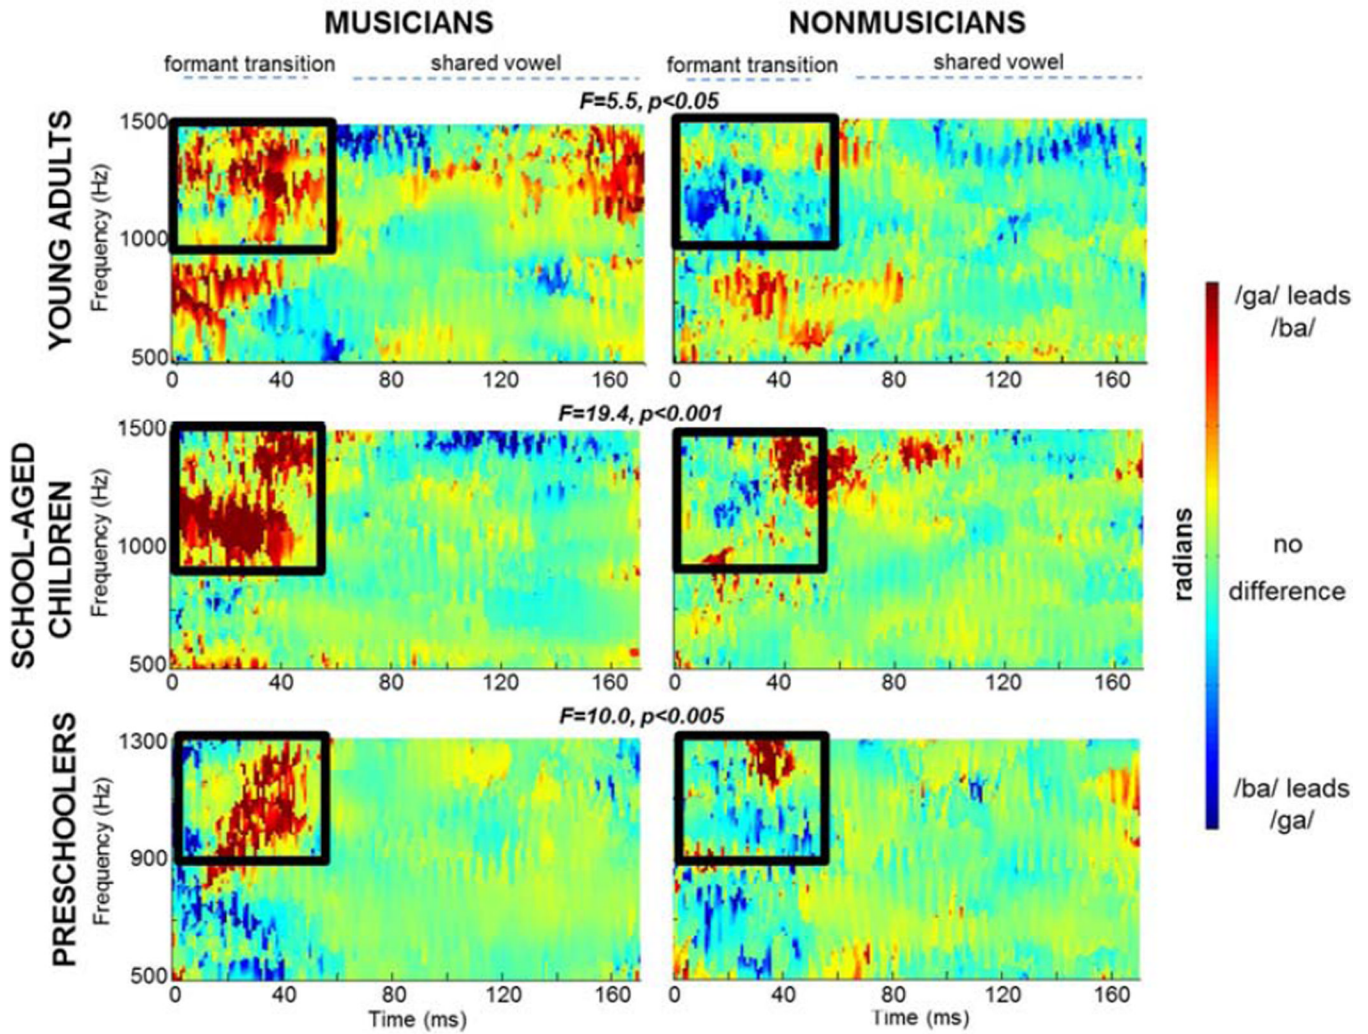 MUSICIANS NONMUSICIANS
formant transition shared vowel formant transition shared vowel
F=5.5, p<0.05
YOUNG ADULTS
Frequency (Hz)
1500
1000
500
0 40 80 120 160 0 40 80 120 160
F=19.4, p<0.001
SCHOOL-AGED
CHILDREN
Frequency (Hz)
1500
1000
500
0 40 80 120 160 0 40 80 120 160
F=10.0, p<0.005
PRESCHOOLERS
Frequency (Hz)
1300
900
500
0 40 80 120 160 0 40 80 120 160
Time (ms) Time (ms)
radians
/ga/ leads
/ba/
no
difference
/ba/ leads
/ga/